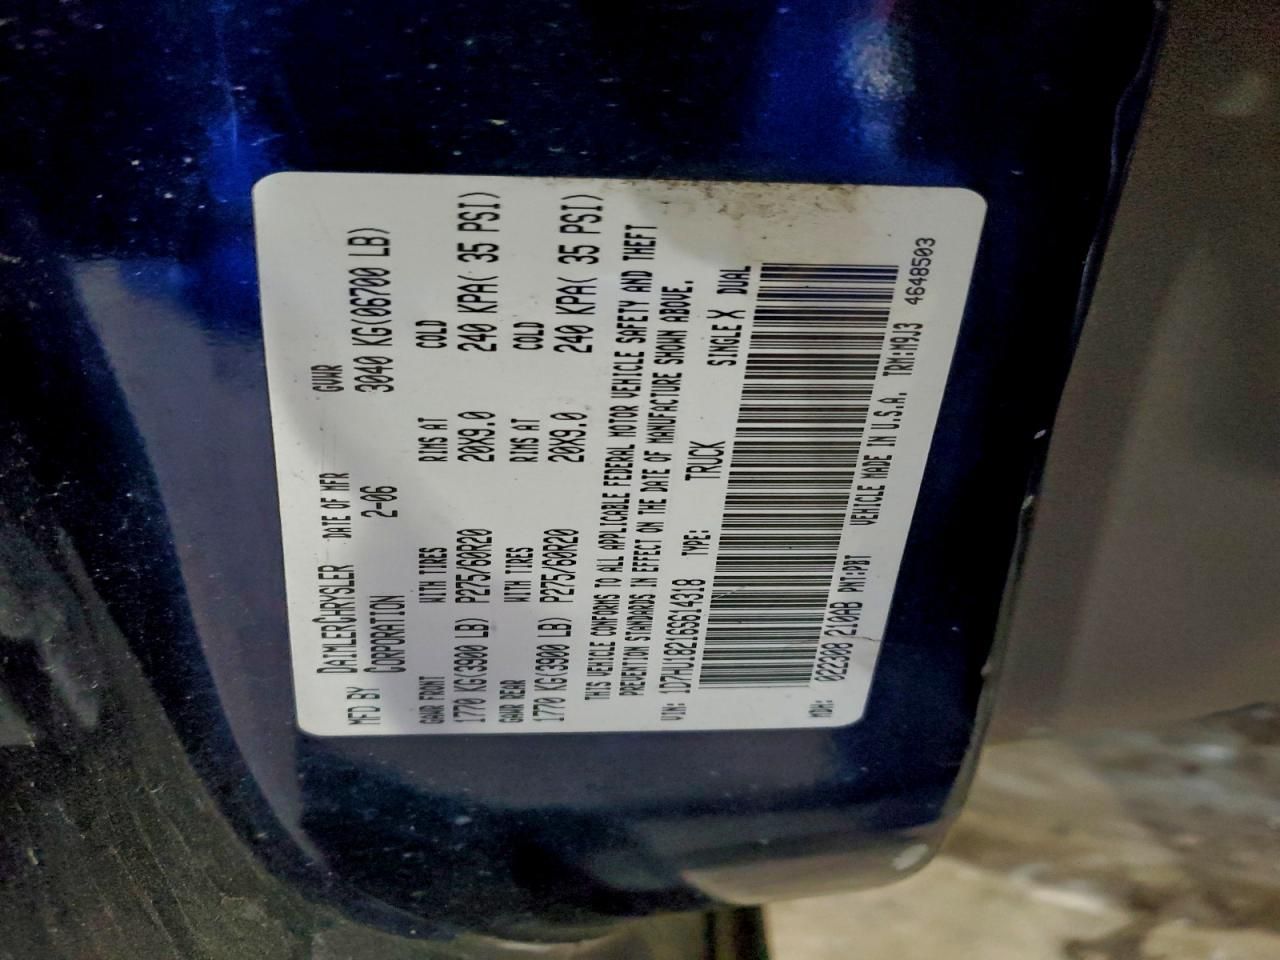 MFD BY DAIMLERCHRYSLER DATE OF MFR GVWR
CORPORATION 2-06 3040 KG(06700 LB)
GAWR FRONT WITH TIRES RIMS AT COLD
1770 KG(3900 LB) P275/60R20 20X9.0 240 KPA( 35 PSI)
GAWR REAR WITH TIRES RIMS AT COLD
1770 KG(3900 LB) P275/60R20 20X9.0 240 KPA( 35 PSI)
THIS VEHICLE CONFORMS TO ALL APPLICABLE FEDERAL MOTOR VEHICLE SAFETY AND THEFT
PREVENTION STANDARDS IN EFFECT ON THE DATE OF MANUFACTURE SHOWN ABOVE.
VIN: 1D7HU18216S614318 TYPE: TRUCK SINGLE X DUAL
MDH: 022208 210AB PNT:PBT VEHICLE MADE IN U.S.A. TRM:M9J3 4648503